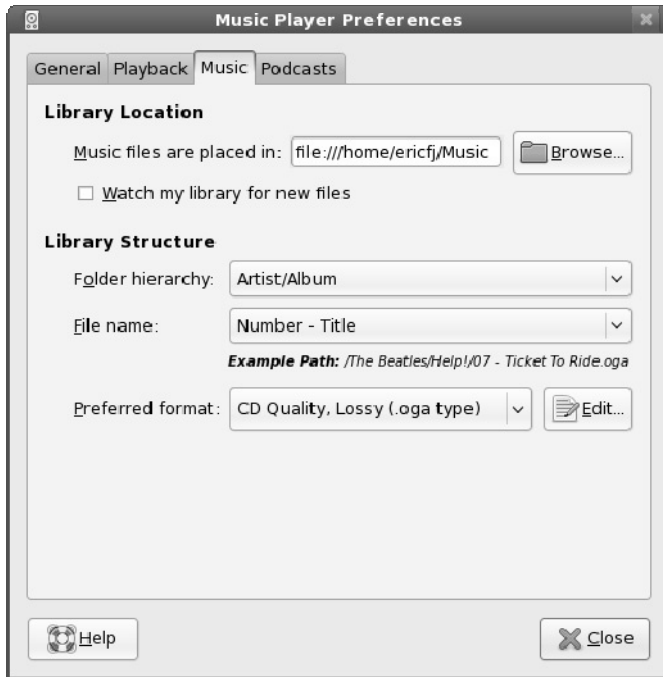 Music Player Preferences
General Playback Music Podcasts
Library Location
Music files are placed in: file:///home/ericfj/Music Browse...
Watch my library for new files
Library Structure
Folder hierarchy: Artist/Album
File name: Number - Title
Example Path: /The Beatles/Help!/07 - Ticket To Ride.oga
Preferred format: CD Quality, Lossy (.oga type) Edit...
Help Close